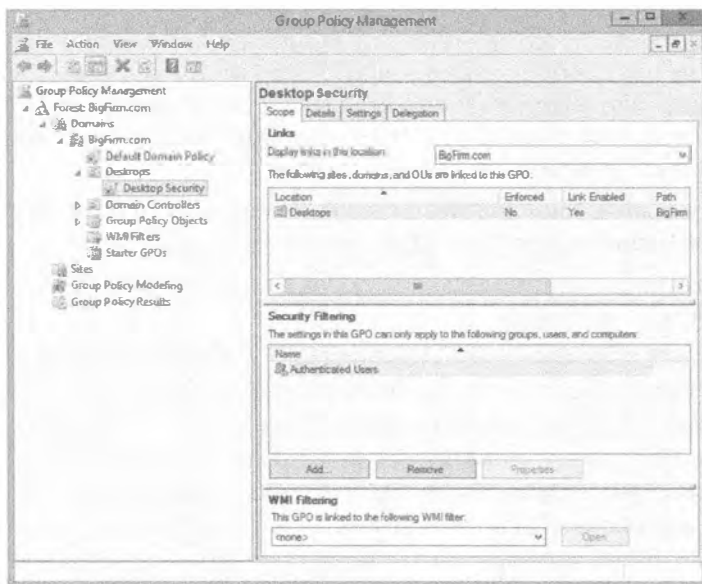 Group Policy Management
File Action View Window Help
Group Policy Management
Forest: BigFirm.com
Domains
BigFirm.com
Default Domain Policy
Desktops
Desktop Security
Domain Controllers
Group Policy Objects
WMI Filters
Starter GPOs
Sites
Group Policy Modeling
Group Policy Results
Desktop Security
Scope Details Settings Delegation
Links
Display links in this location: BigFirm.com
The following sites, domains, and OUs are linked to this GPO:
Location Enforced Link Enabled Path
Desktops No Yes BigFirm
Security Filtering
The settings in this GPO can only apply to the following groups, users, and computers:
Name
Authenticated Users
Add... Remove Properties
WMI Filtering
This GPO is linked to the following WMI filter:
<none> Open